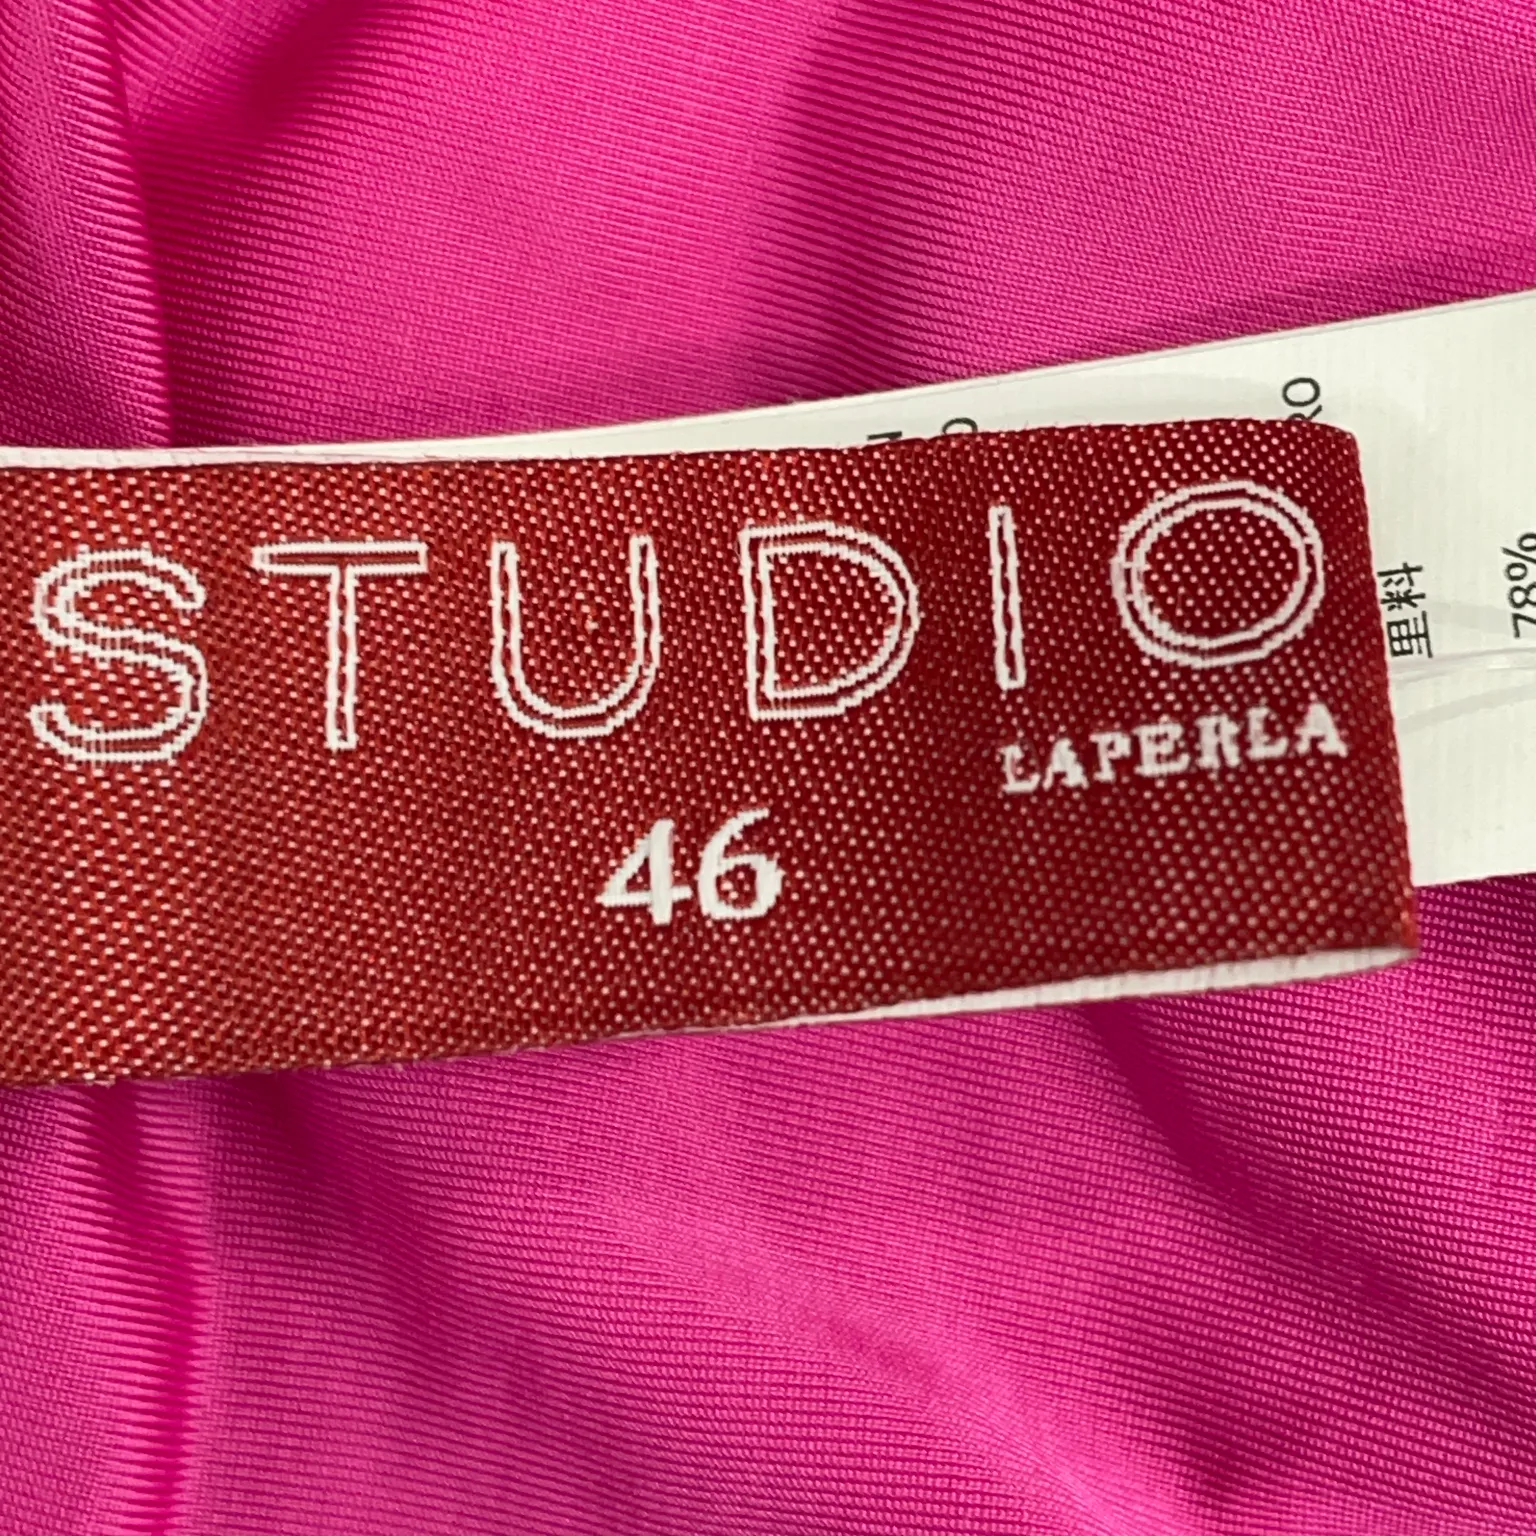 STUDIO
LAPERLA
46
里料
78%